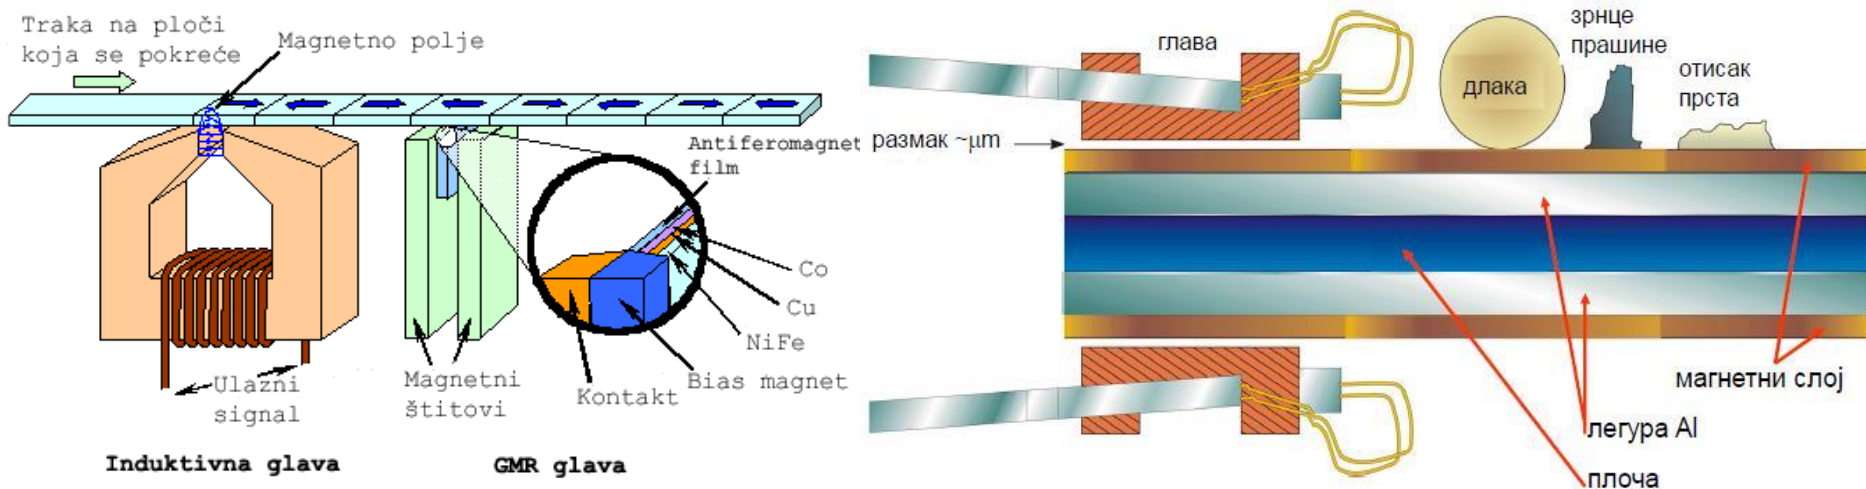 Traka na ploči
koja se pokreće
Magnetno polje
Antiferomagnet
film
Co
Cu
NiFe
Bias magnet
Kontakt
Magnetni
štitovi
Ulazni
signal
Induktivna glava
GMR glava
глава
размак ~μm
длака
зрнце
прашине
отисак
прста
магнетни слој
легура Al
плоча